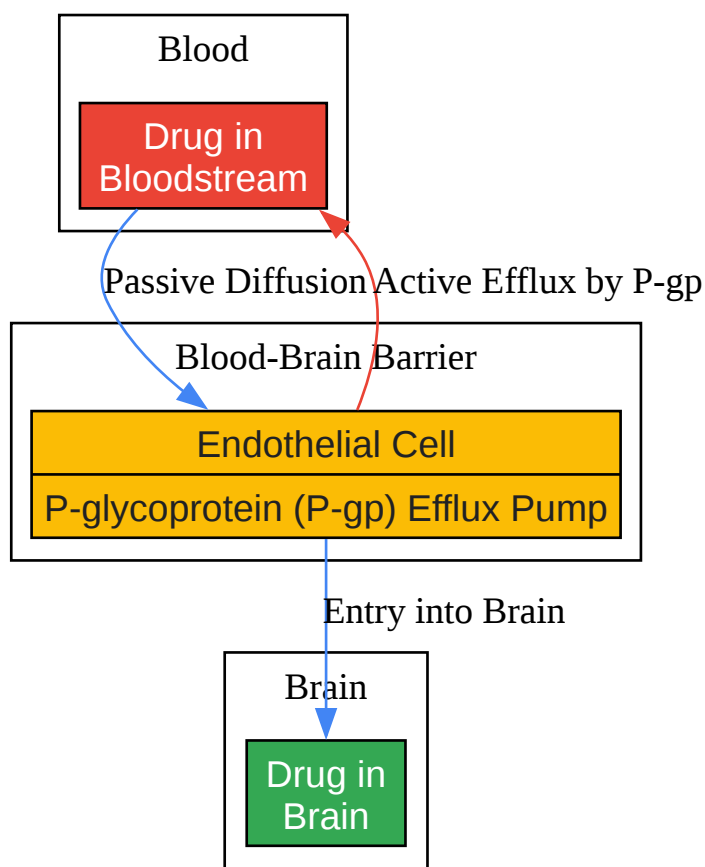 Blood
Drug in
Bloodstream
Passive Diffusion
Active Efflux by P-gp
Blood-Brain Barrier
Endothelial Cell
P-glycoprotein (P-gp) Efflux Pump
Entry into Brain
Brain
Drug in
Brain